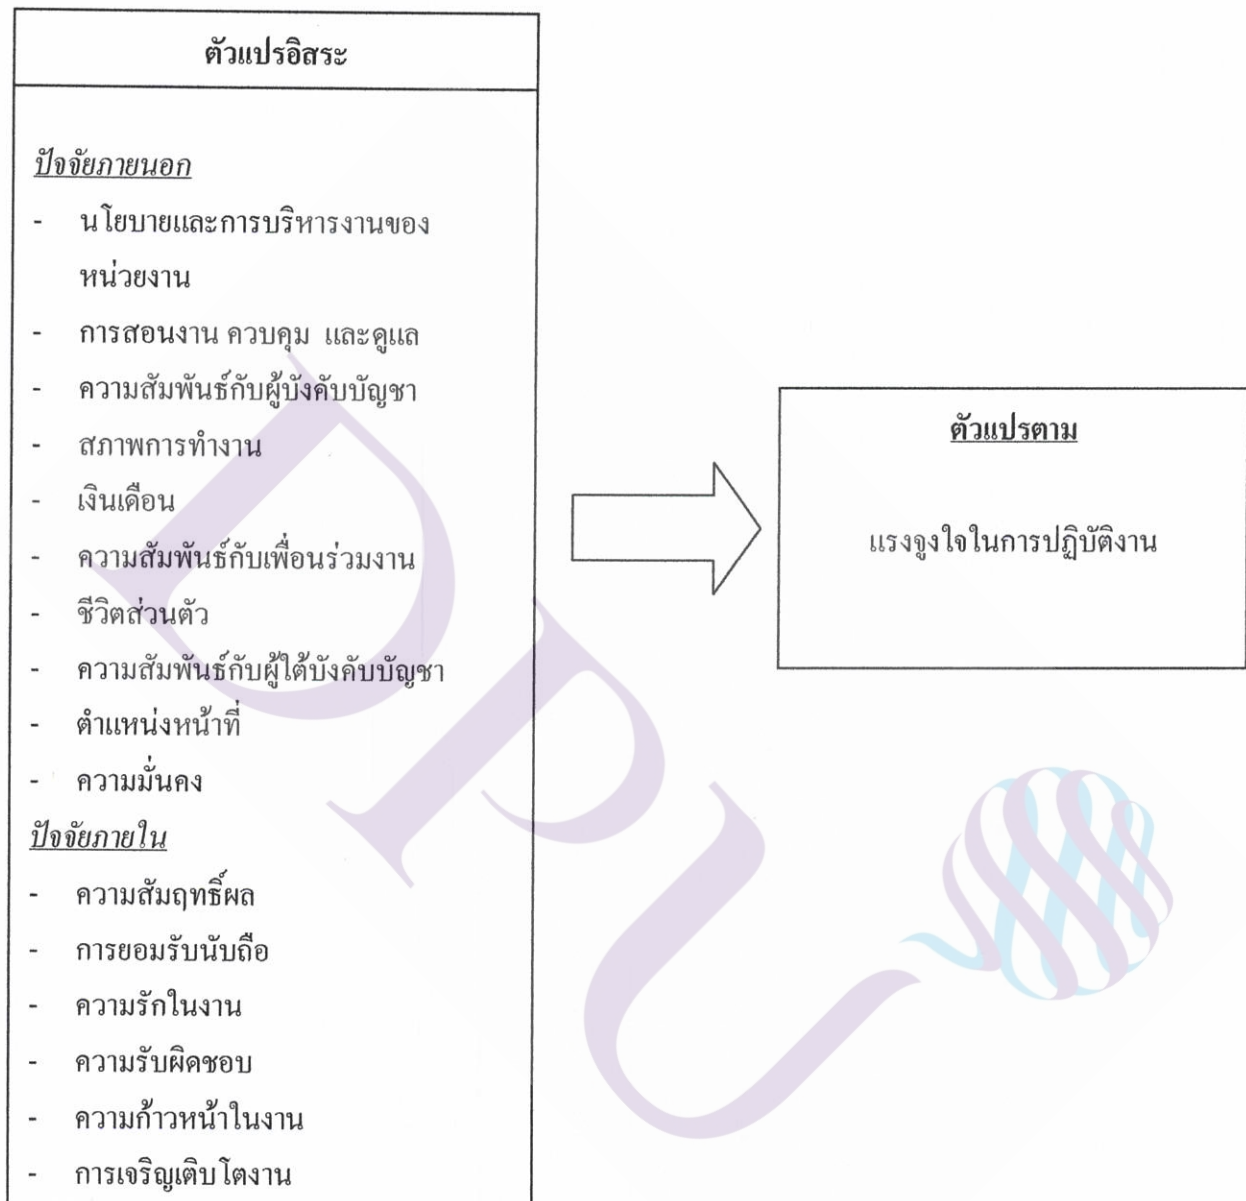 ตัวแปรอิสระ
ปัจจัยภายนอก
- นโยบายและการบริหารงานของ
หน่วยงาน
- การสอนงาน ควบคุม และดูแล
- ความสัมพันธ์กับผู้บังคับบัญชา
- สภาพการทำงาน
- เงินเดือน
- ความสัมพันธ์กับเพื่อนร่วมงาน
- ชีวิตส่วนตัว
- ความสัมพันธ์กับผู้ใต้บังคับบัญชา
- ตำแหน่งหน้าที่
- ความมั่นคง
ปัจจัยภายใน
- ความสัมฤทธิ์ผล
- การยอมรับนับถือ
- ความรักในงาน
- ความรับผิดชอบ
- ความก้าวหน้าในงาน
- การเจริญเติบโตงาน
ตัวแปรตาม
แรงจูงใจในการปฏิบัติงาน
DPU